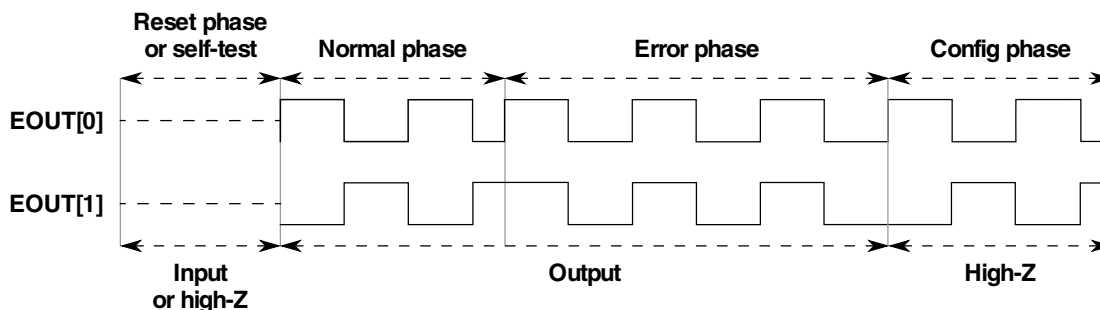 Reset phase
or self-test
Normal phase
Error phase
Config phase
EOUT[0]
EOUT[1]
Input
or high-Z
Output
High-Z